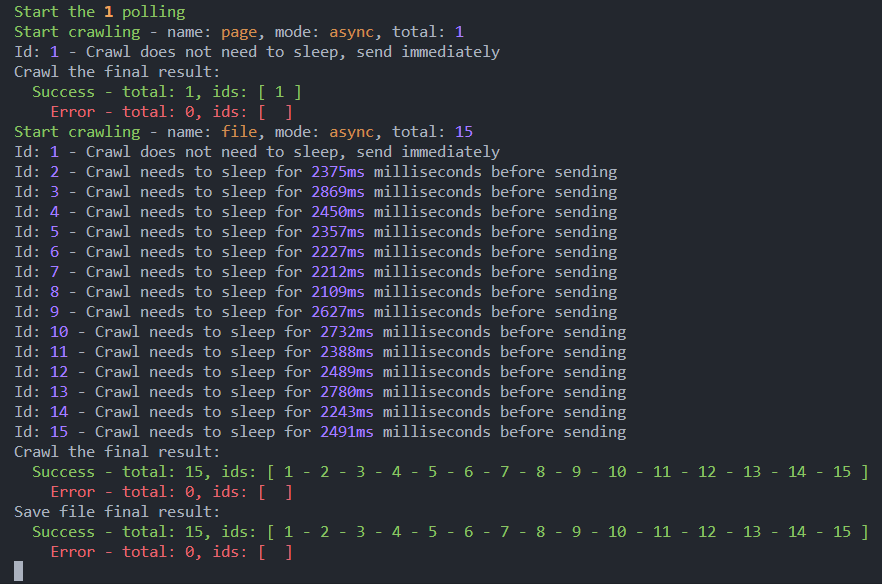 Start the 1 polling
Start crawling - name: page, mode: async, total: 1
Id: 1 - Crawl does not need to sleep, send immediately
Crawl the final result:
  Success - total: 1, ids: [ 1 ]
    Error - total: 0, ids: [  ]
Start crawling - name: file, mode: async, total: 15
Id: 1 - Crawl does not need to sleep, send immediately
Id: 2 - Crawl needs to sleep for 2375ms milliseconds before sending
Id: 3 - Crawl needs to sleep for 2869ms milliseconds before sending
Id: 4 - Crawl needs to sleep for 2450ms milliseconds before sending
Id: 5 - Crawl needs to sleep for 2357ms milliseconds before sending
Id: 6 - Crawl needs to sleep for 2227ms milliseconds before sending
Id: 7 - Crawl needs to sleep for 2212ms milliseconds before sending
Id: 8 - Crawl needs to sleep for 2109ms milliseconds before sending
Id: 9 - Crawl needs to sleep for 2627ms milliseconds before sending
Id: 10 - Crawl needs to sleep for 2732ms milliseconds before sending
Id: 11 - Crawl needs to sleep for 2388ms milliseconds before sending
Id: 12 - Crawl needs to sleep for 2489ms milliseconds before sending
Id: 13 - Crawl needs to sleep for 2780ms milliseconds before sending
Id: 14 - Crawl needs to sleep for 2243ms milliseconds before sending
Id: 15 - Crawl needs to sleep for 2491ms milliseconds before sending
Crawl the final result:
  Success - total: 15, ids: [ 1 - 2 - 3 - 4 - 5 - 6 - 7 - 8 - 9 - 10 - 11 - 12 - 13 - 14 - 15 ]
    Error - total: 0, ids: [  ]
Save file final result:
  Success - total: 15, ids: [ 1 - 2 - 3 - 4 - 5 - 6 - 7 - 8 - 9 - 10 - 11 - 12 - 13 - 14 - 15 ]
    Error - total: 0, ids: [  ]